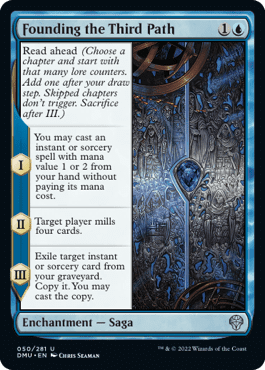 Founding the Third Path 1
Read ahead (Choose a
chapter and start with
that many lore counters.
Add one after your draw
step. Skipped chapters
don't trigger. Sacrifice
after III.)
I
You may cast an
instant or sorcery
spell with mana
value 1 or 2 from
your hand without
paying its mana
cost.
II
Target player mills
four cards.
III
Exile target instant
or sorcery card from
your graveyard.
Copy it. You may
cast the copy.
Enchantment — Saga
050/281 U
DMU • EN CHRIS SEAMAN
™ & © 2022 Wizards of the Coast